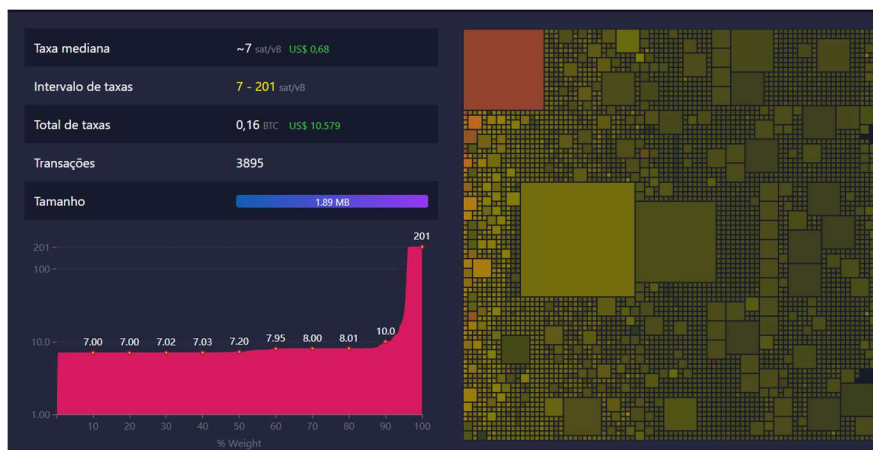 Taxa mediana ~7 sat/vB US$ 0,68
Intervalo de taxas 7 - 201 sat/vB
Total de taxas 0,16 BTC US$ 10.579
Transações 3895
Tamanho 1.89 MB
201
201
100
10.0
7.00 7.00 7.02 7.03 7.20 7.95 8.00 8.01 10.0
1.00
10 20 30 40 50 60 70 80 90 100
% Weight